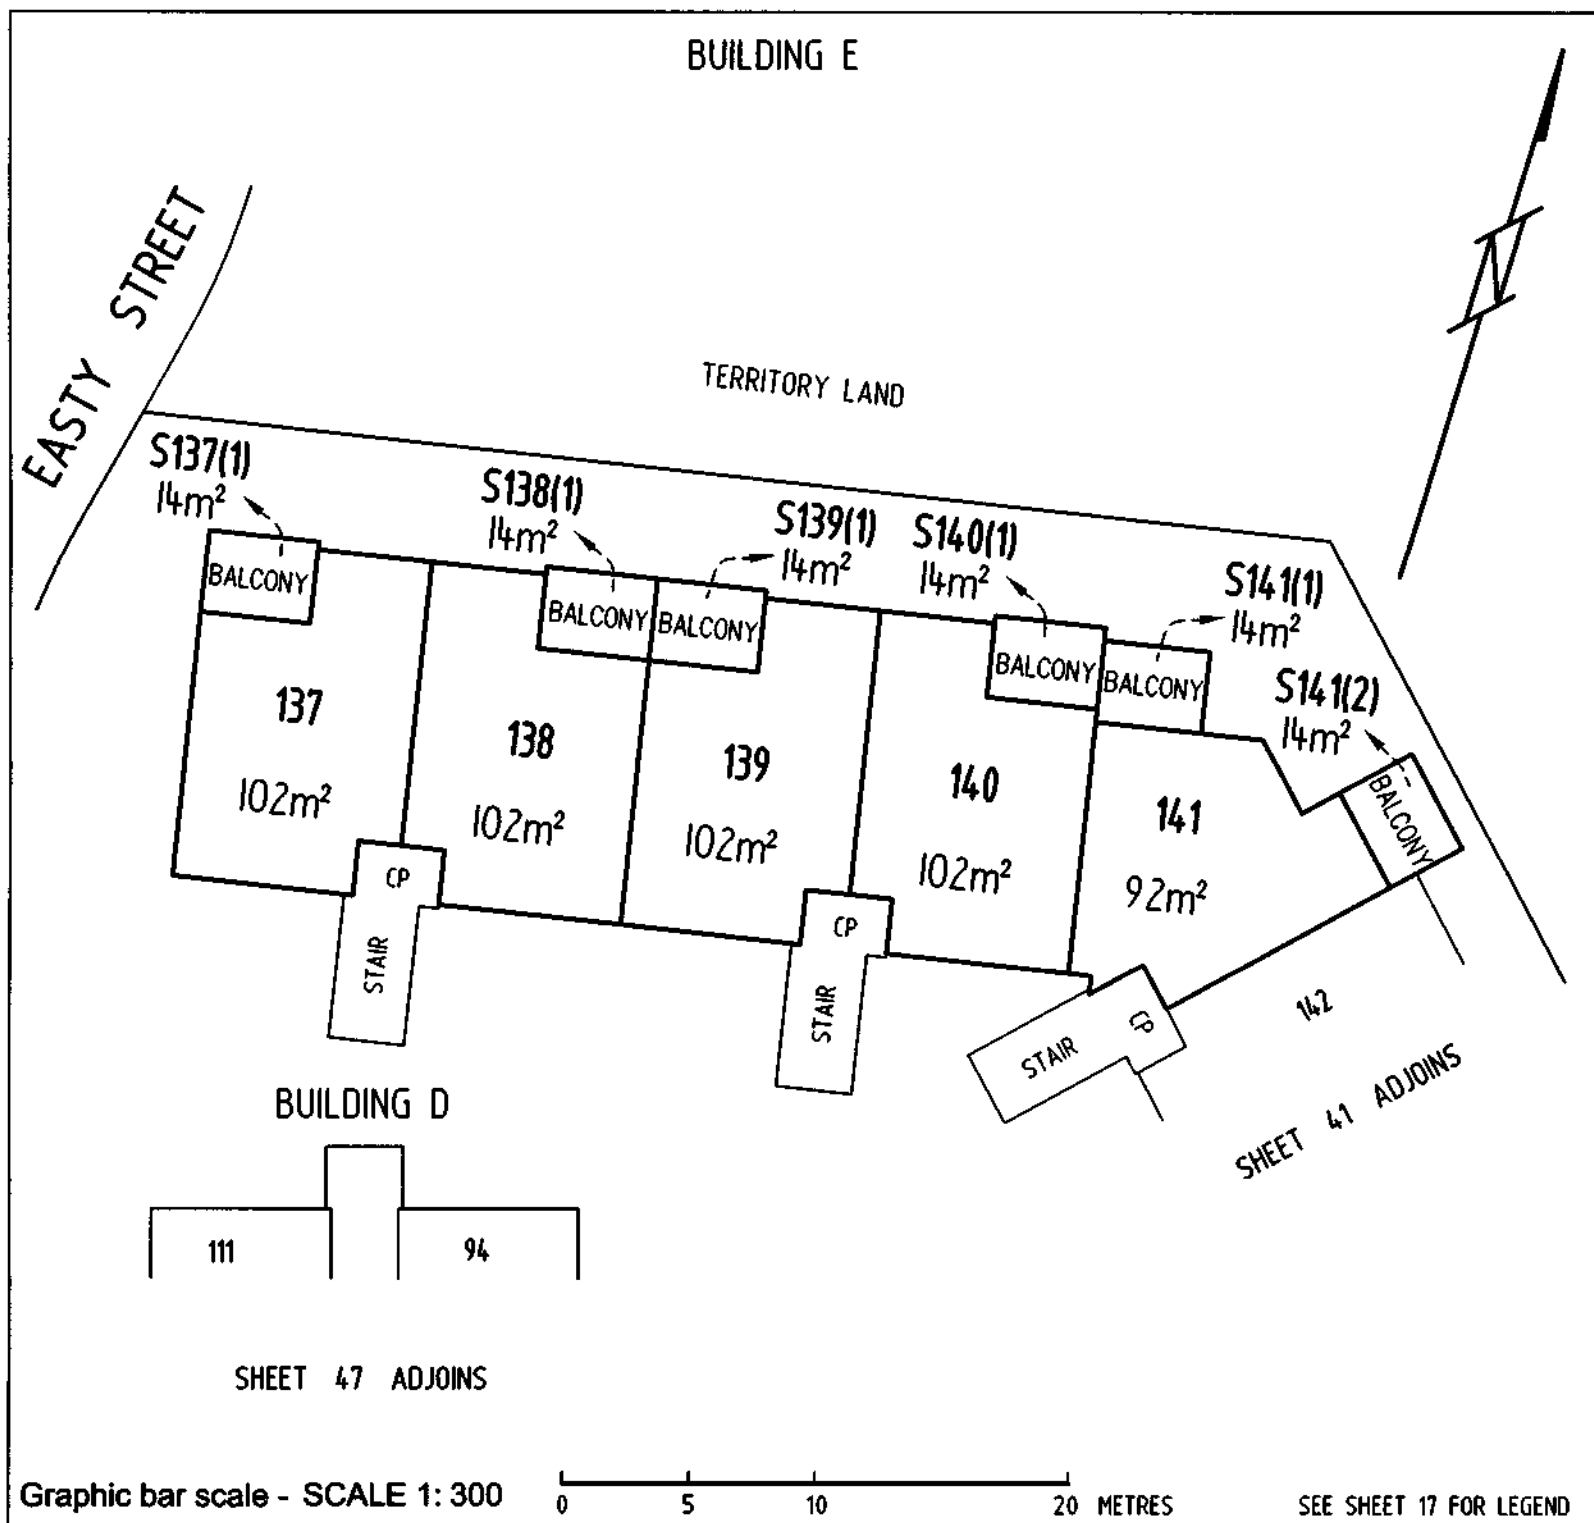 BUILDING E
EASTY STREET
TERRITORY LAND
S137(1)
14m²
S138(1)
14m²
S139(1)
14m²
S140(1)
14m²
S141(1)
14m²
S141(2)
14m²
BALCONY
BALCONY
BALCONY
BALCONY
BALCONY
BALCONY
137
102m²
138
102m²
139
102m²
140
102m²
141
92m²
CP
STAIR
CP
STAIR
CP
STAIR
142
SHEET 41 ADJOINS
BUILDING D
111
94
SHEET 47 ADJOINS
N
Graphic bar scale - SCALE 1: 300
0 5 10 20 METRES
SEE SHEET 17 FOR LEGEND